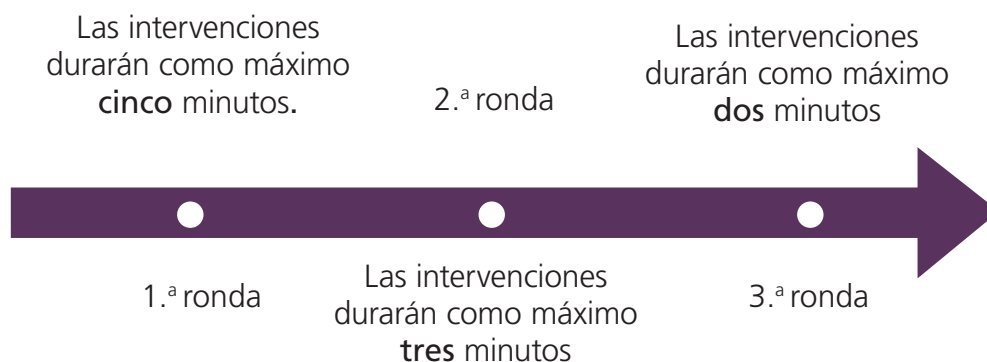 Las intervenciones
durarán como máximo
cinco minutos.
1.ª ronda
2.ª ronda
Las intervenciones
durarán como máximo
tres minutos
Las intervenciones
durarán como máximo
dos minutos
3.ª ronda